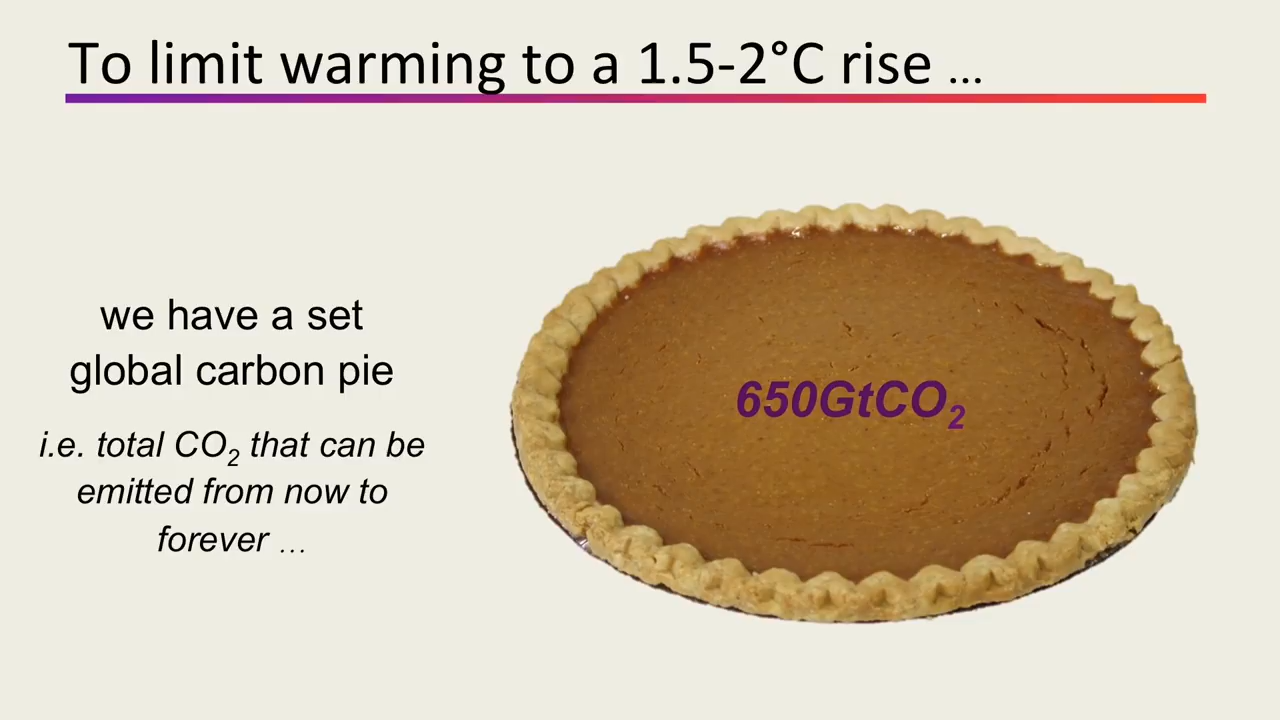 To limit warming to a 1.5-2°C rise ...
we have a set
global carbon pie
i.e. total CO₂ that can be
emitted from now to
forever ...
650GtCO₂